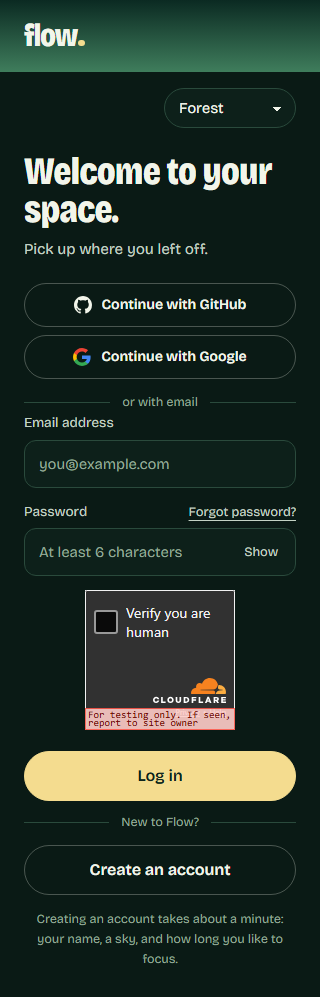 flow.
Forest
Welcome to your
space.
Pick up where you left off.
Continue with GitHub
Continue with Google
or with email
Email address
you@example.com
Password
Forgot password?
At least 6 characters
Show
Verify you are
human
CLOUDFLARE
For testing only. If seen,
report to site owner
Log in
New to Flow?
Create an account
Creating an account takes about a minute:
your name, a sky, and how long you like to
focus.